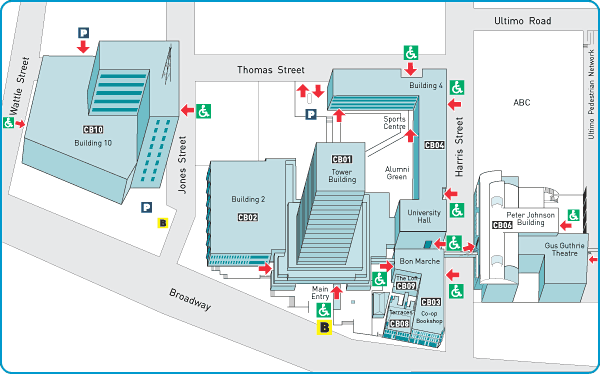 Ultimo Road
Wattle Street
P
CB10
Building 10
Jones Street
P
B
Thomas Street
P
Building 4
Sports
Centre
CB04
Harris Street
ABC
Ultimo Pedestrian Network
CB01
Tower
Building
Alumni
Green
Building 2
CB02
University
Hall
CB06
Peter Johnson
Building
Gus Guthrie
Theatre
Bon Marche
The Loft
CB09
CB03
Terraces
CB08
Co-op
Bookshop
Main
Entry
B
Broadway